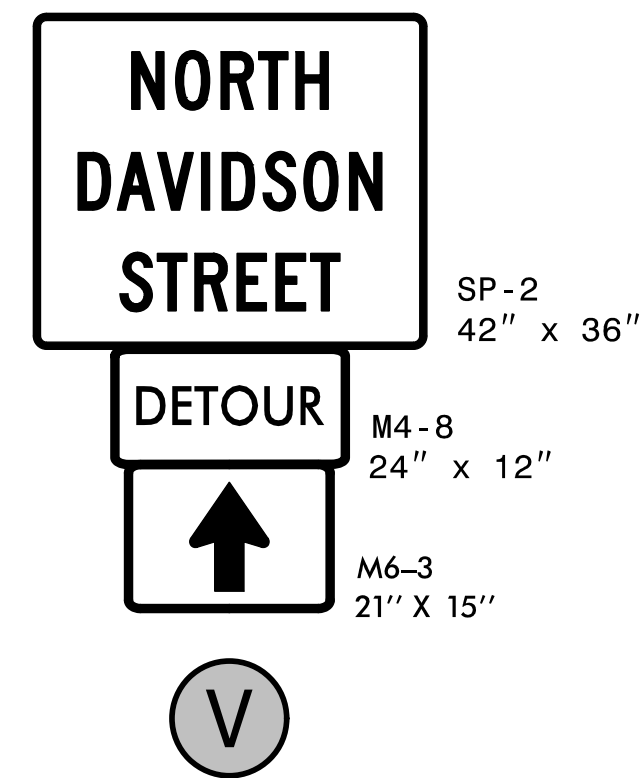 NORTH
DAVIDSON
STREET
SP-2
42" x 36"
DETOUR
M4-8
24" x 12"
M6–3
21" X 15"
V